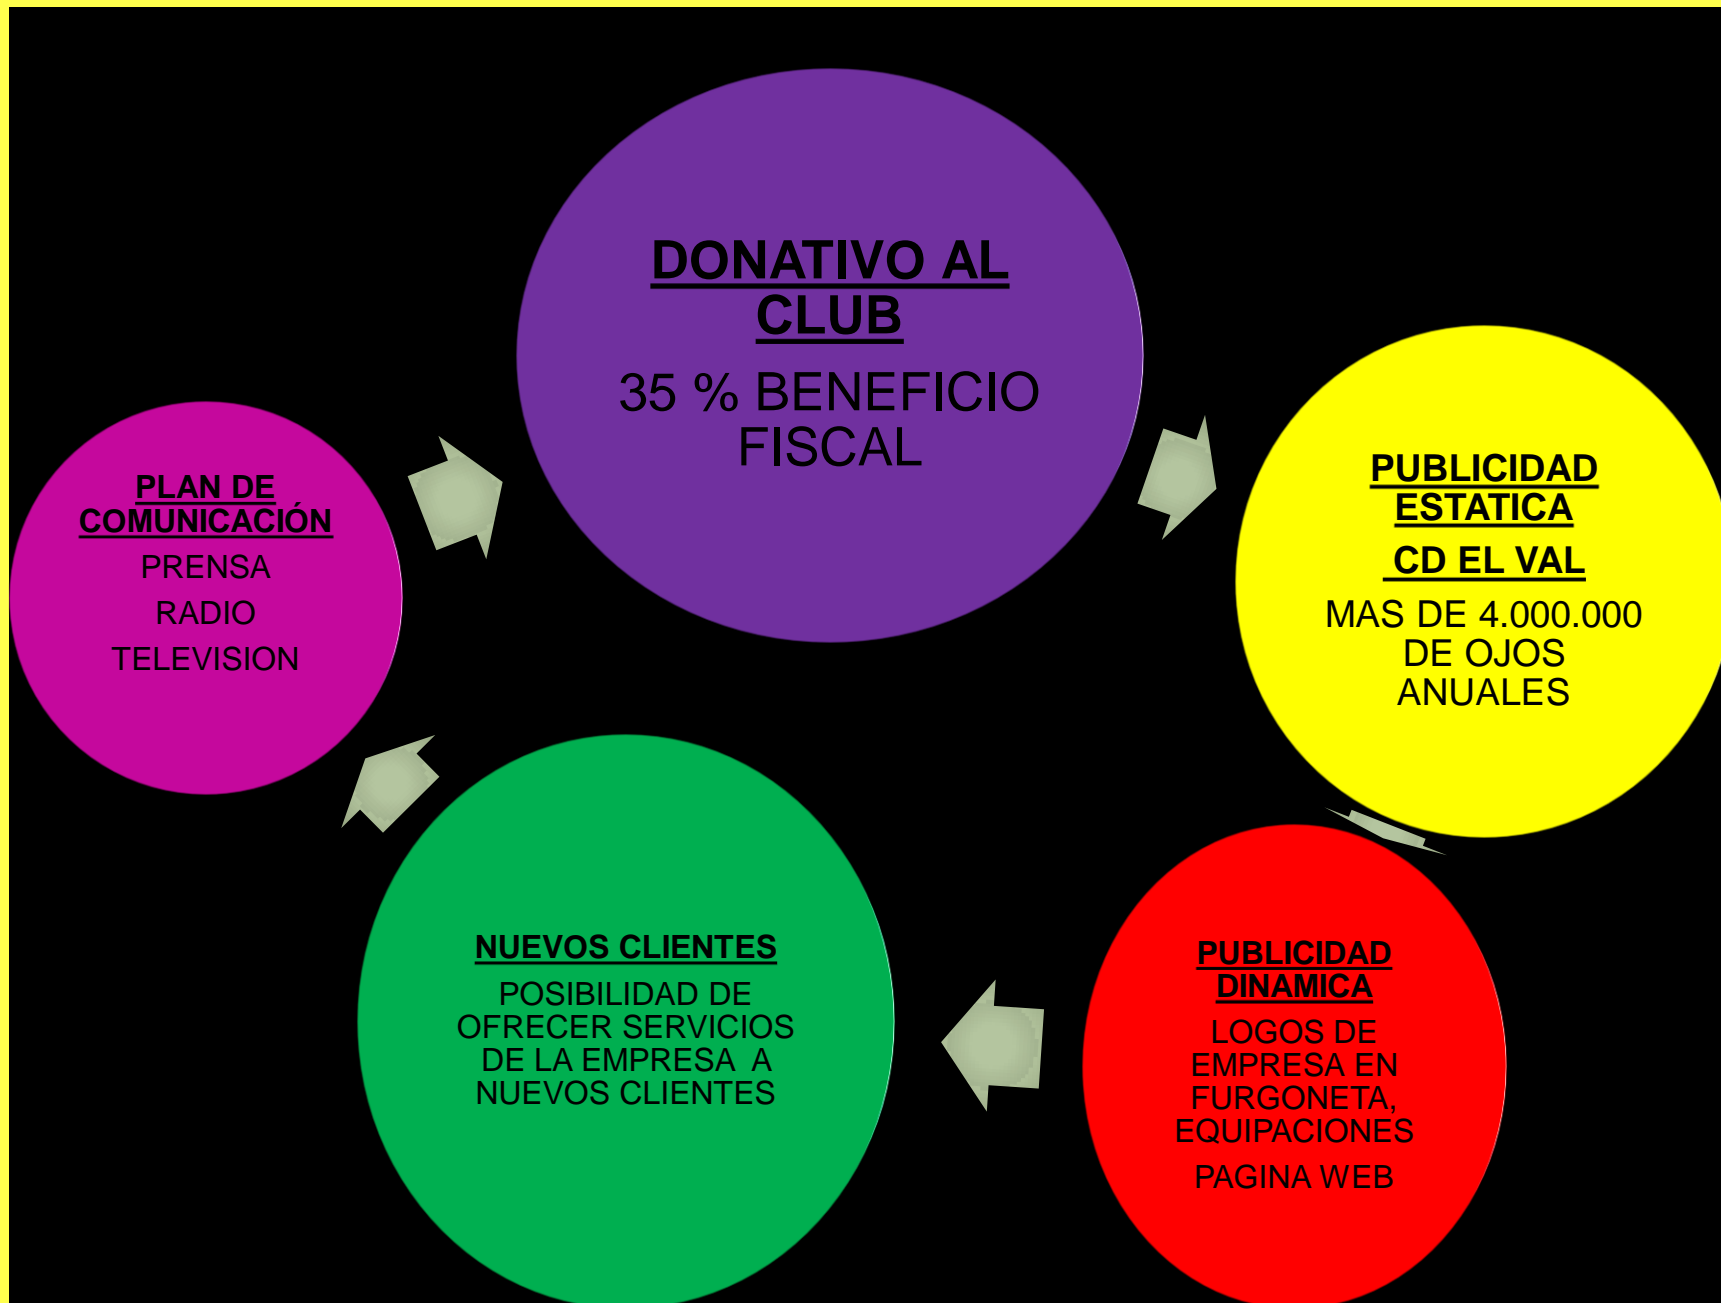 DONATIVO AL
CLUB
35 % BENEFICIO
FISCAL
PUBLICIDAD
ESTATICA
CD EL VAL
MAS DE 4.000.000
DE OJOS
ANUALES
PUBLICIDAD
DINAMICA
LOGOS DE
EMPRESA EN
FURGONETA,
EQUIPACIONES
PAGINA WEB
NUEVOS CLIENTES
POSIBILIDAD DE
OFRECER SERVICIOS
DE LA EMPRESA A
NUEVOS CLIENTES
PLAN DE
COMUNICACIÓN
PRENSA
RADIO
TELEVISION